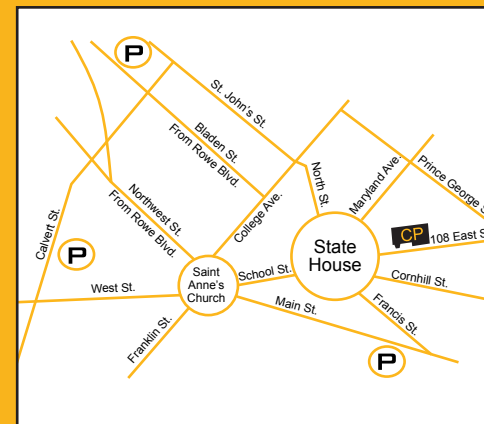 P
St. John's St.
Bladen St.
From Rowe Blvd.
North St.
Maryland Ave.
Prince George S
Northwest St.
From Rowe Blvd.
College Ave.
Calvert St.
P
CP
108 East S
State
House
Saint
Anne's
Church
School St.
Cornhill St.
West St.
Main St.
Francis St.
Franklin St.
P